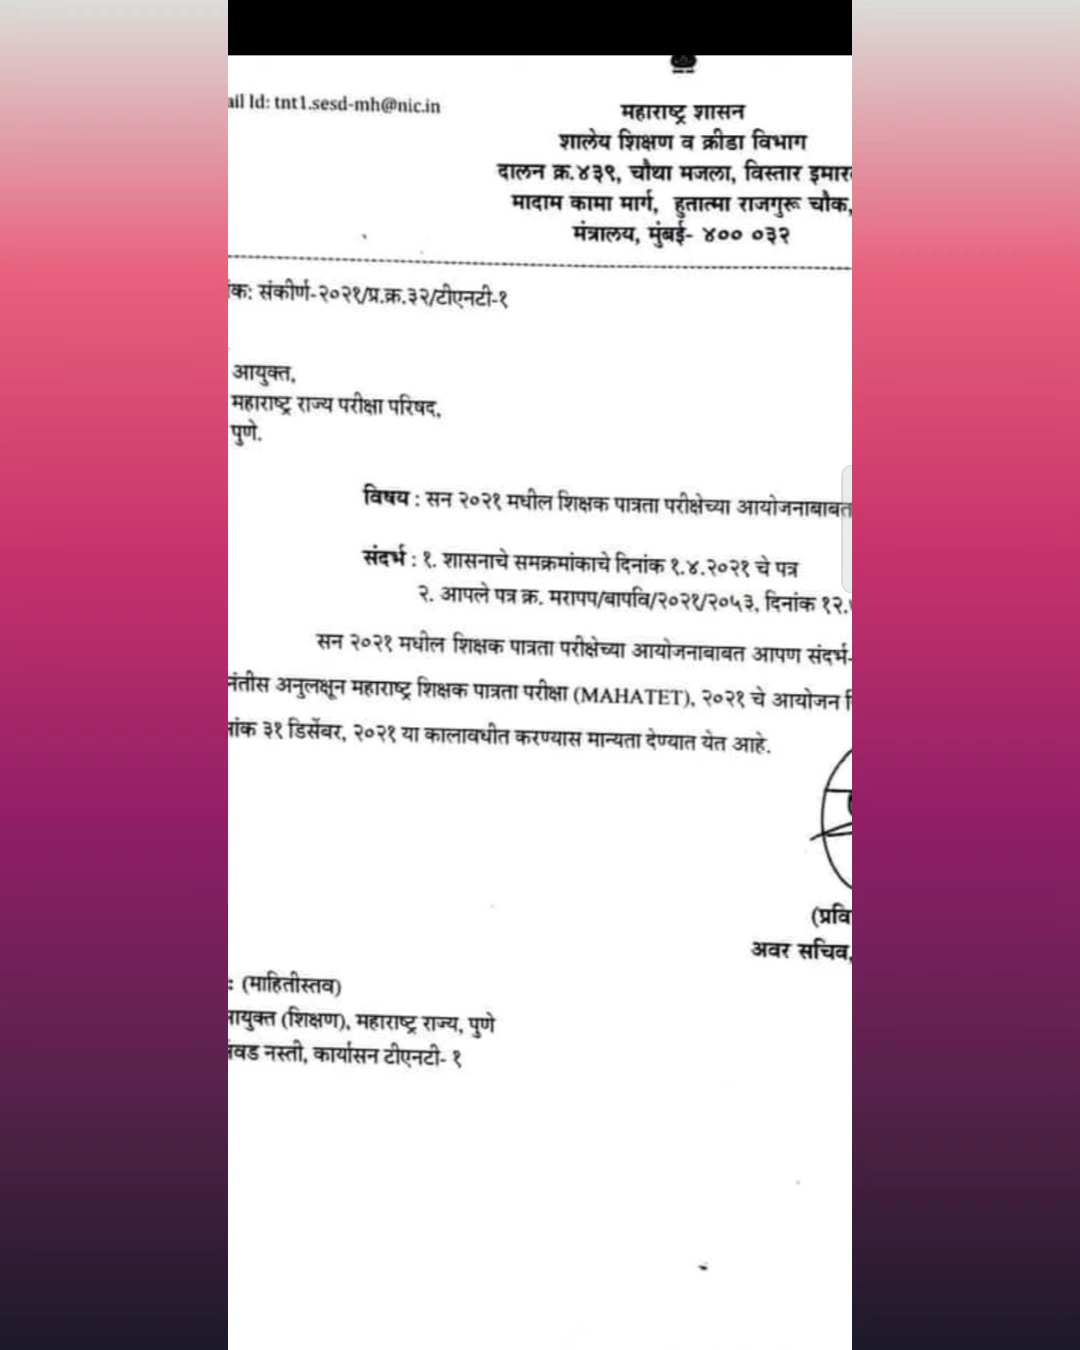 ail Id: tnt1.sesd-mh@nic.in
महाराष्ट्र शासन
शालेय शिक्षण व क्रीडा विभाग
दालन क्र.४३९, चौथा मजला, विस्तार इमार
मादाम कामा मार्ग, हुतात्मा राजगुरू चौक,
मंत्रालय, मुंबई- ४०० ०३२
ंक: संकीर्ण-२०२१/प्र.क्र.३२/टीएनटी-१
आयुक्त,
महाराष्ट्र राज्य परीक्षा परिषद,
पुणे.
विषय : सन २०२१ मधील शिक्षक पात्रता परीक्षेच्या आयोजनाबाबत
संदर्भ : १. शासनाचे समक्रमांकाचे दिनांक १.४.२०२१ चे पत्र
२. आपले पत्र क्र. मरापप/बापवि/२०२१/२०५३, दिनांक १२.
सन २०२१ मधील शिक्षक पात्रता परीक्षेच्या आयोजनाबाबत आपण संदर्भ-
नंतीस अनुलक्षून महाराष्ट्र शिक्षक पात्रता परीक्षा (MAHATET), २०२१ चे आयोजन
नांक ३१ डिसेंबर, २०२१ या कालावधीत करण्यास मान्यता देण्यात येत आहे.
(प्रवि
अवर सचिव,
: (माहितीस्तव)
आयुक्त (शिक्षण), महाराष्ट्र राज्य, पुणे
नवड नस्ती, कार्यासन टीएनटी- १